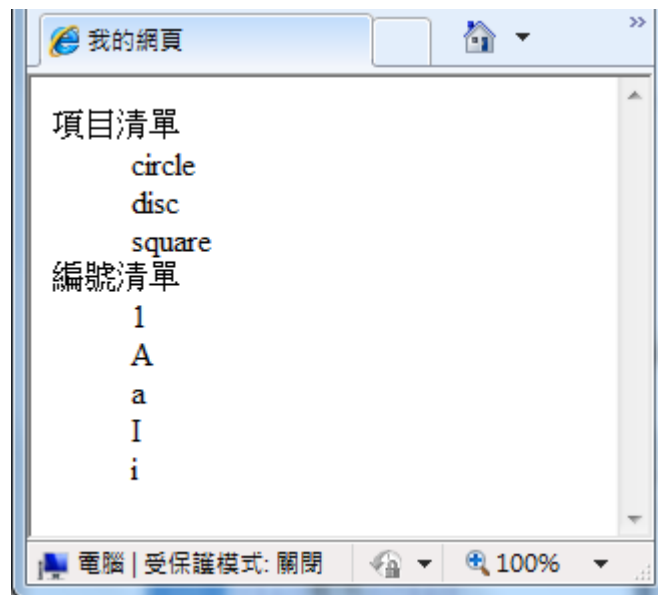 我的網頁
»
項目清單
circle
disc
square
編號清單
1
A
a
I
i
電腦 | 受保護模式: 關閉
100%